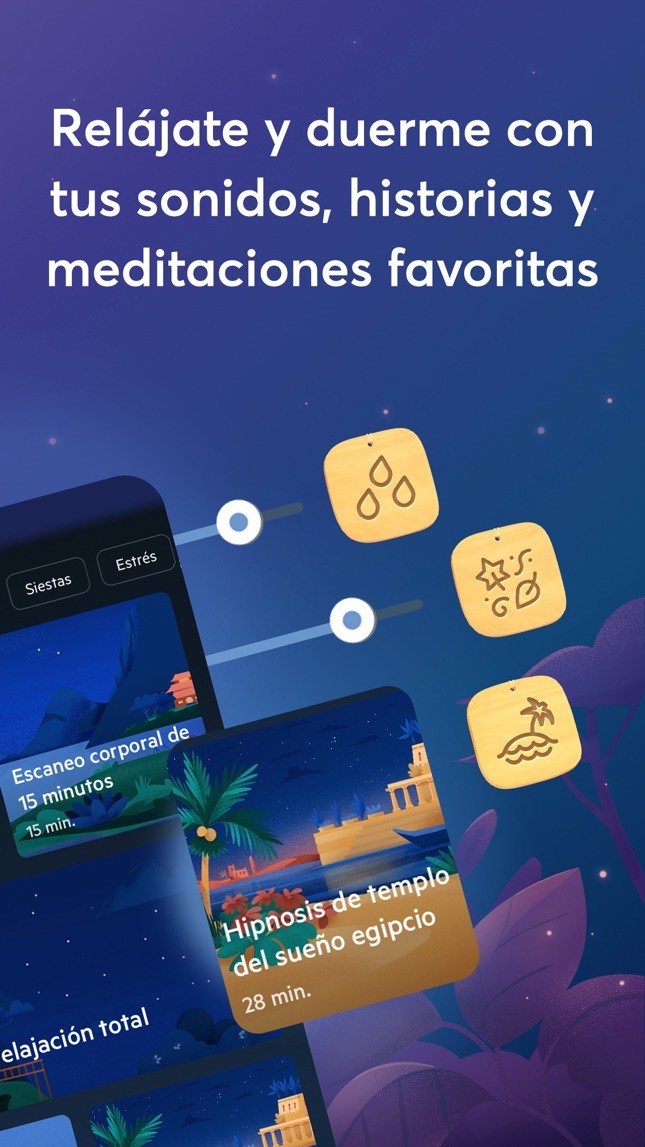 Relájate y duerme con
tus sonidos, historias y
meditaciones favoritas
Siestas
Estrés
Escaneo corporal de
15 minutos
15 min.
Hipnosis de templo
del sueño egipcio
28 min.
elajación total